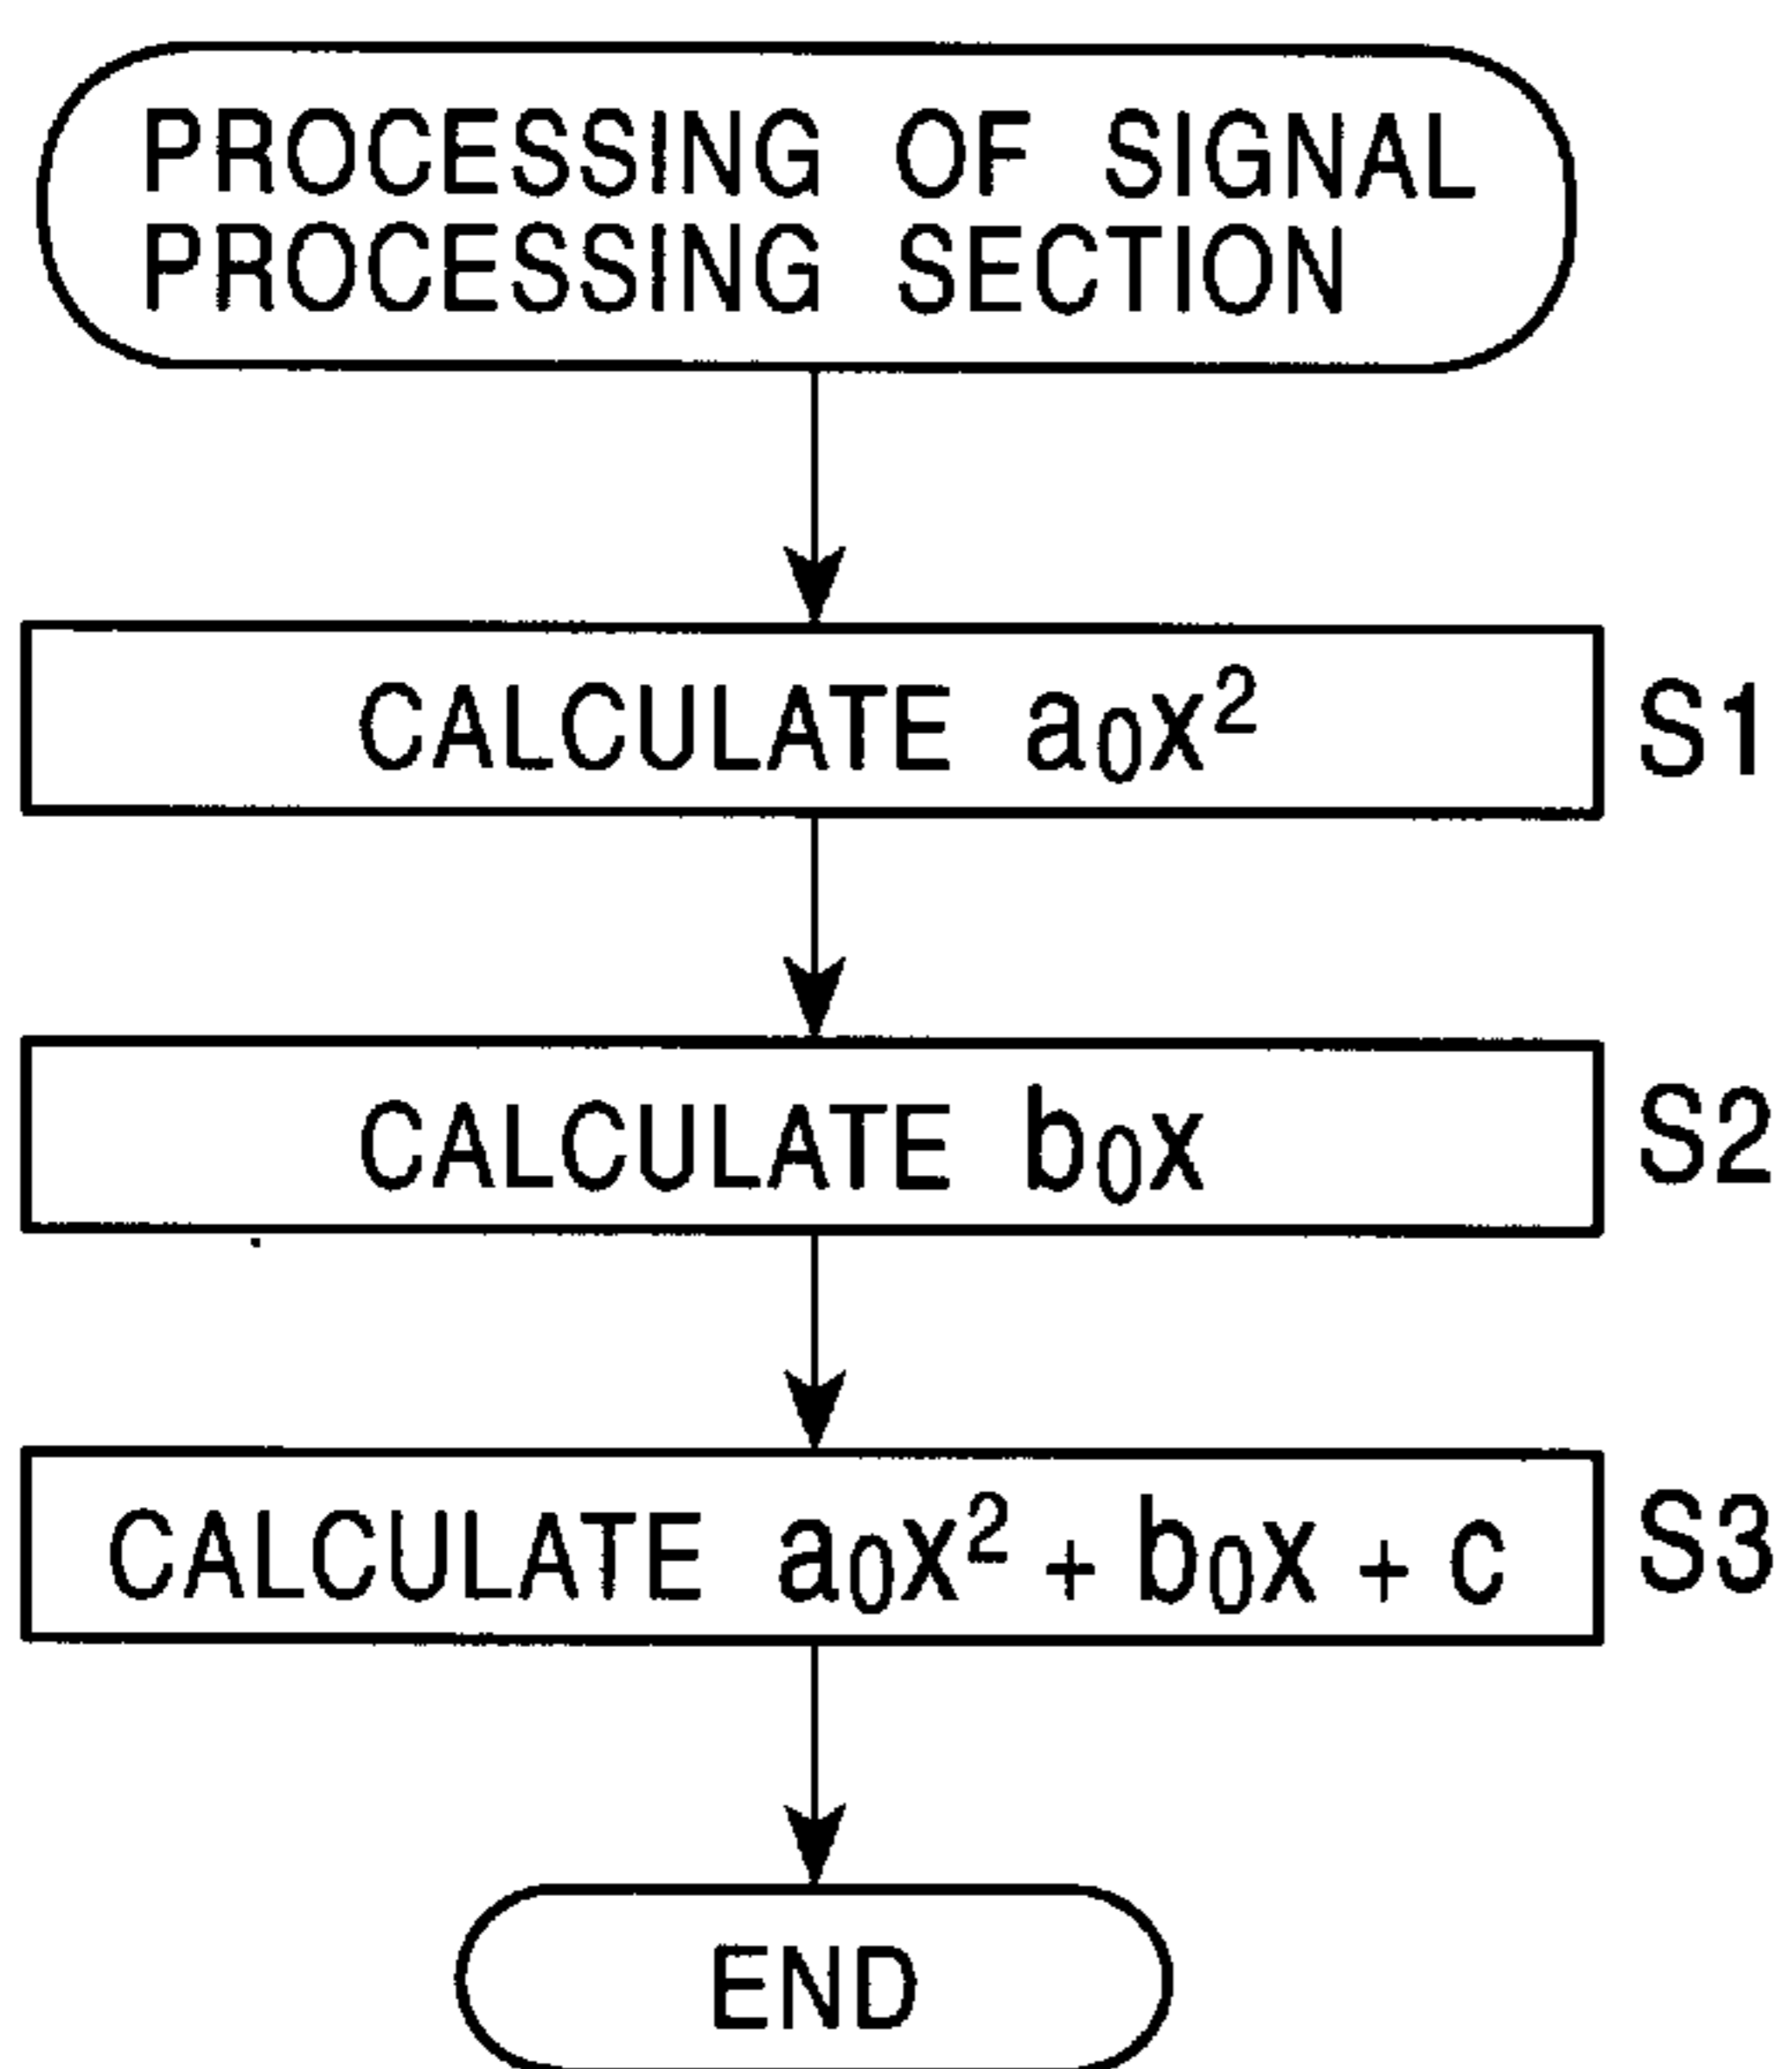 PROCESSING OF SIGNAL
PROCESSING SECTION
CALCULATE a₀x² S1
CALCULATE b₀x S2
CALCULATE a₀x² + b₀x + c S3
END